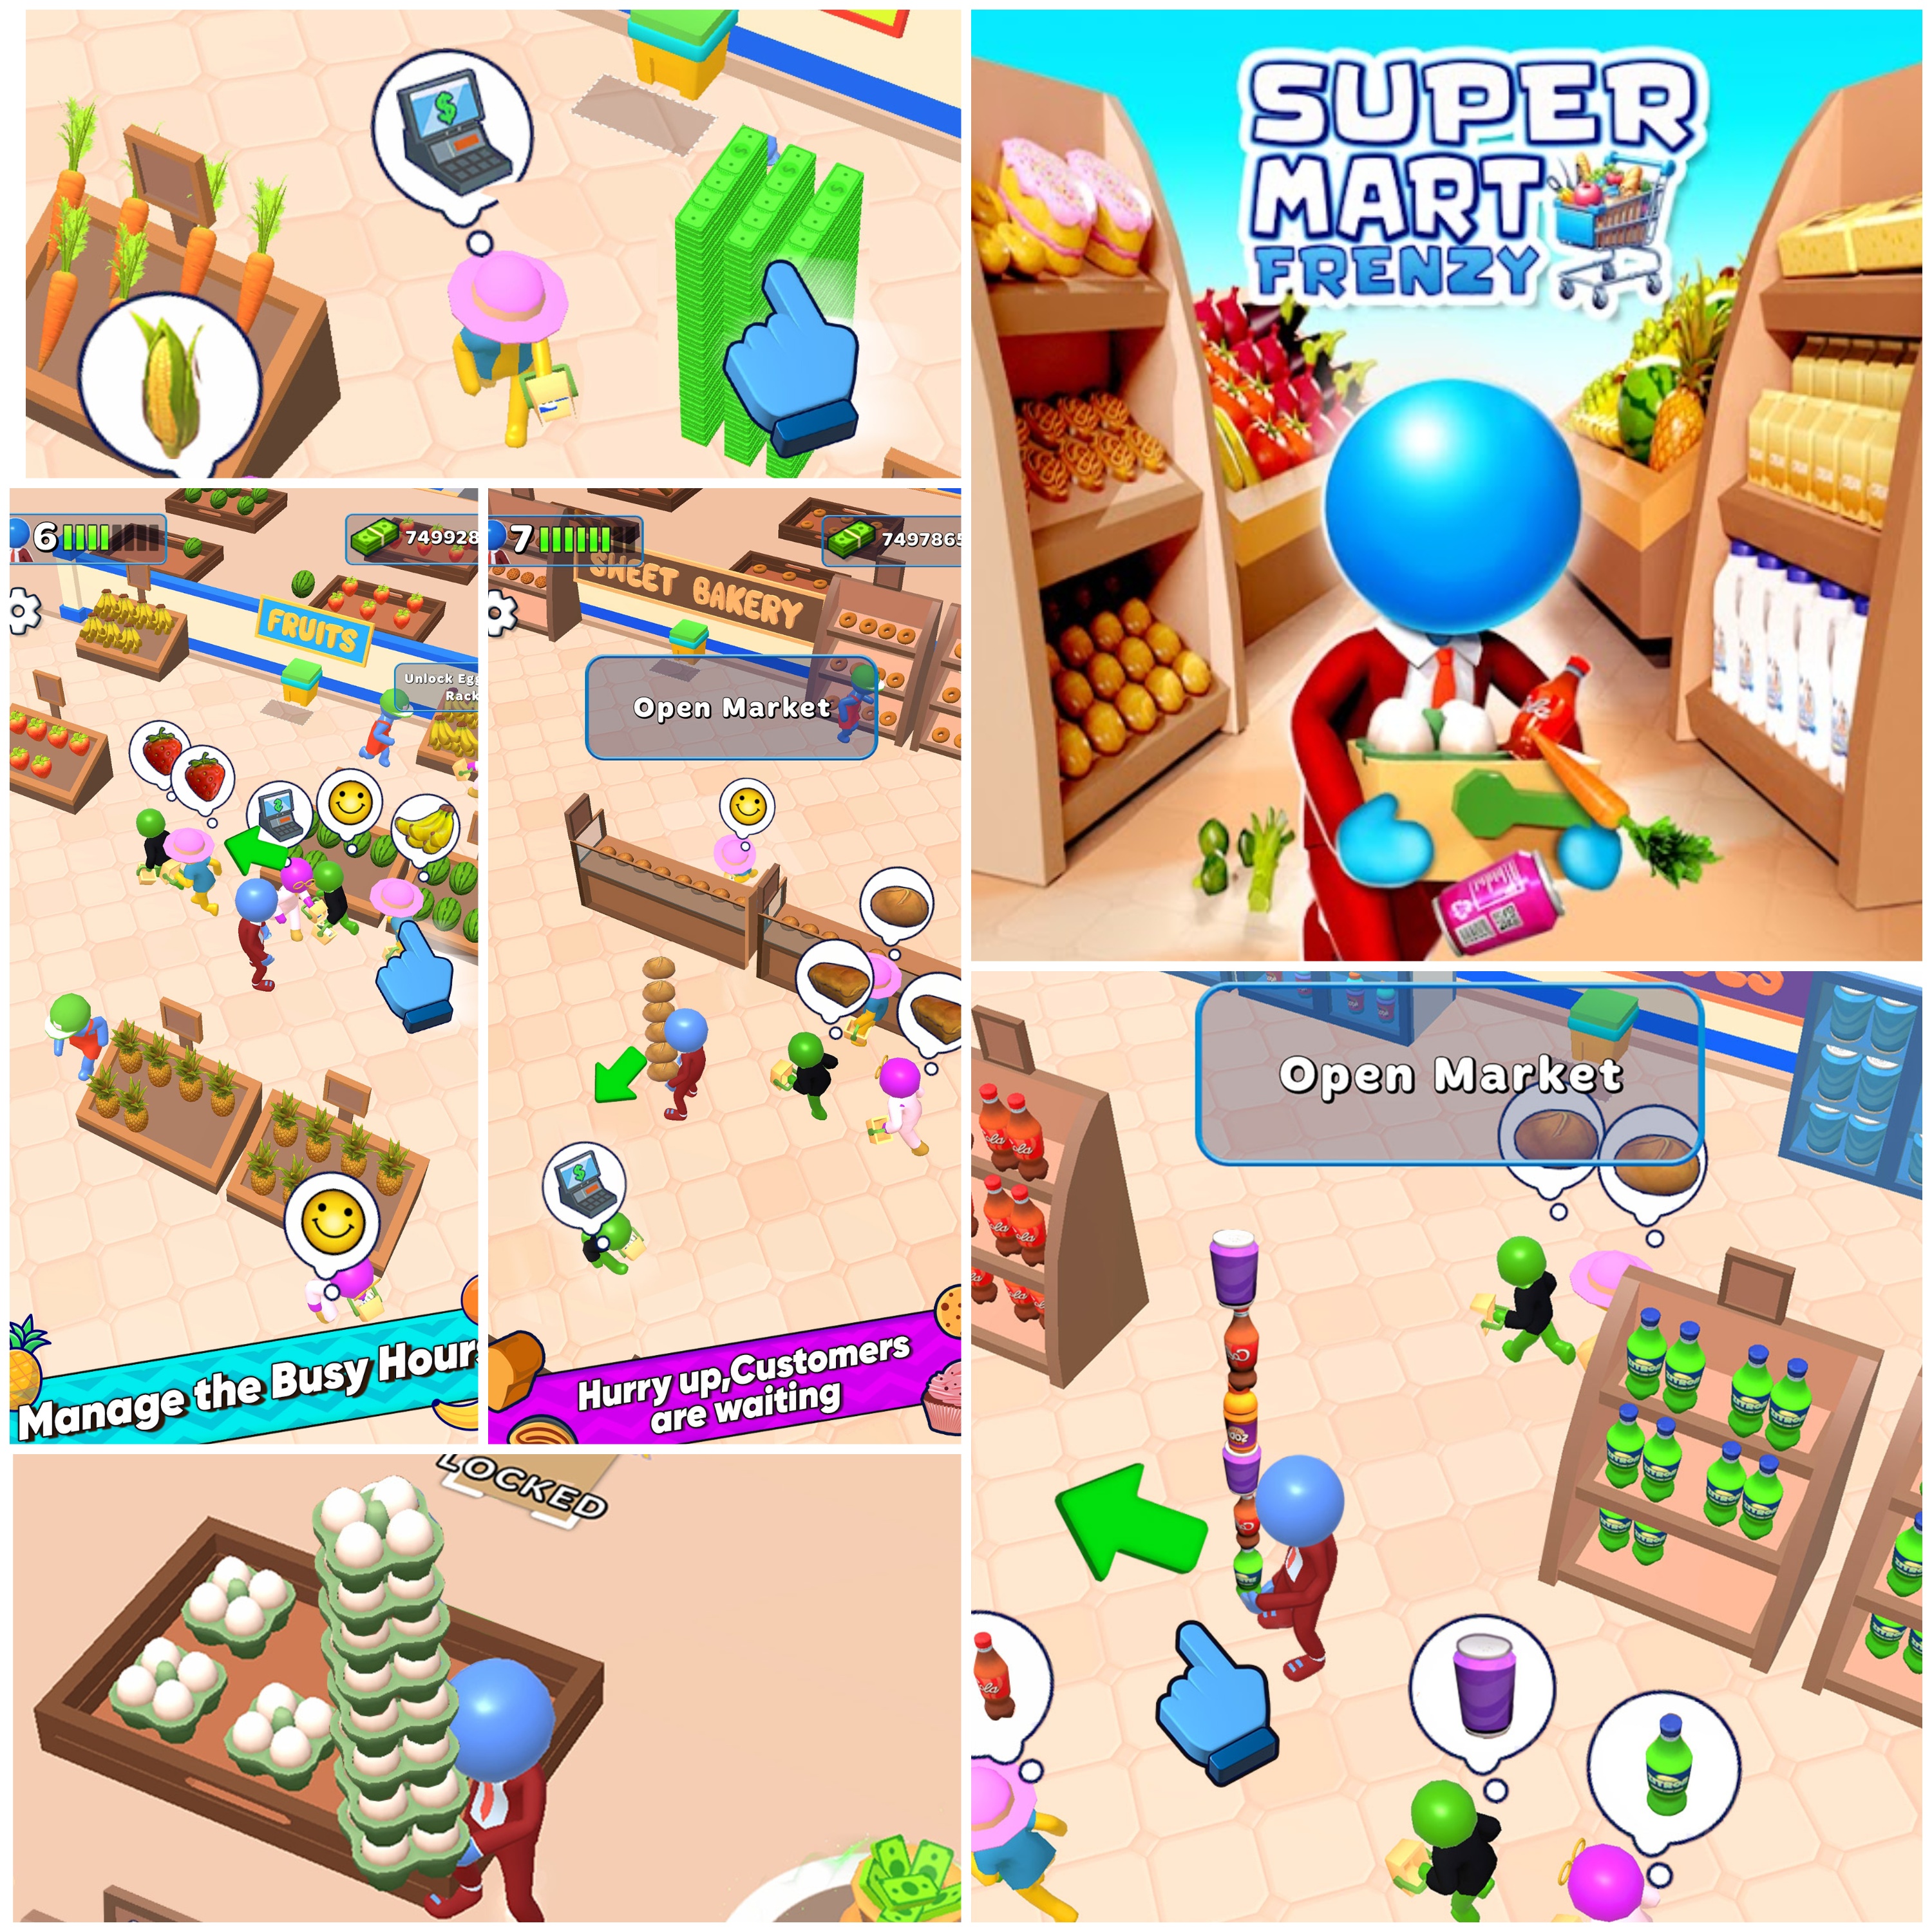 SUPER
MART
FRENZY
6
749928
FRUITS
Unlock Egg
Rack
Manage the Busy Hours
7
7497865
SWEET BAKERY
Open Market
Hurry up,Customers
are waiting
Open Market
LOCKED